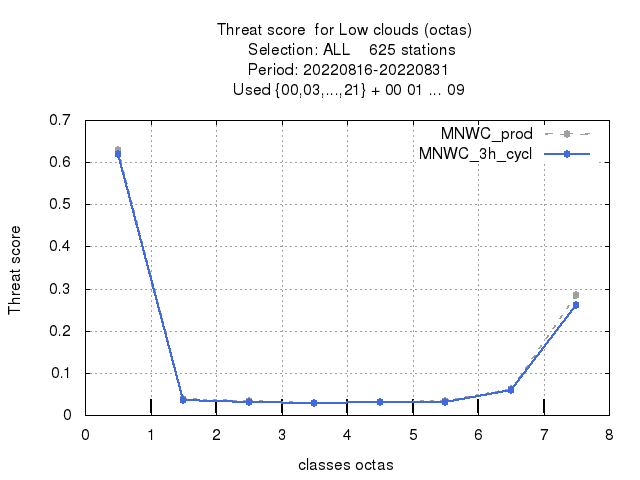 Threat score  for Low clouds (octas)
Selection: ALL    625 stations
Period: 20220816-20220831
Used {00,03,...,21} + 00 01 ... 09
MNWC_prod
MNWC_3h_cycl
0.7
0.6
0.5
0.4
0.3
0.2
0.1
0
Threat score
0 1 2 3 4 5 6 7 8
classes octas